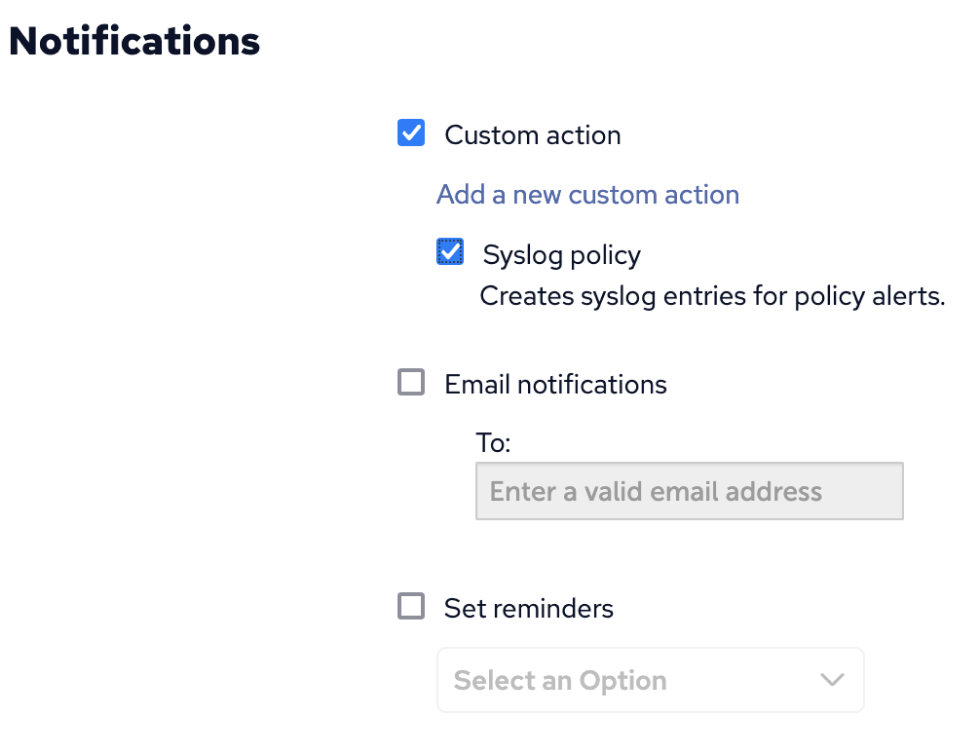 Notifications
Custom action
Add a new custom action
Syslog policy
Creates syslog entries for policy alerts.
Email notifications
To:
Enter a valid email address
Set reminders
Select an Option